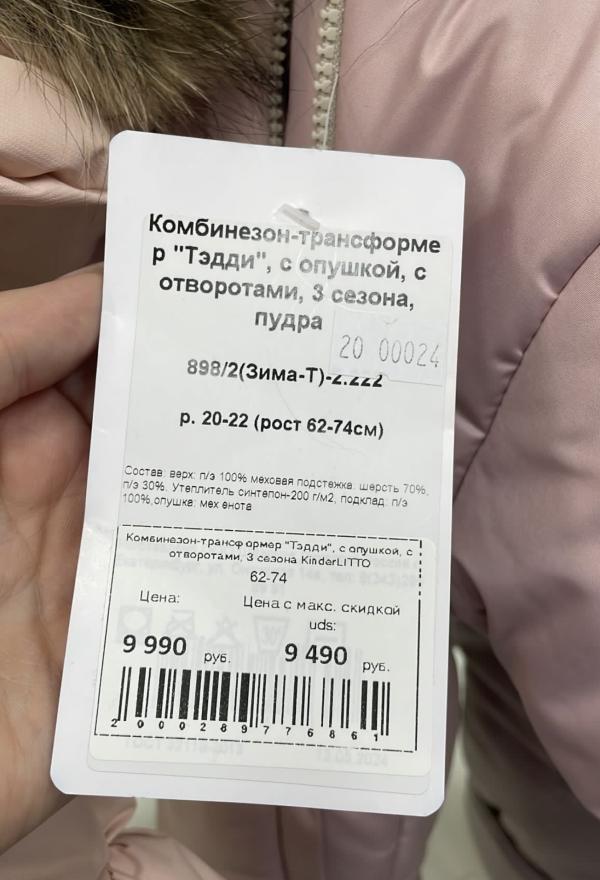 Комбинезон-трансформе
р "Тэдди", с опушкой, с
отворотами, 3 сезона,
пудра
20 00024
898/2(Зима-Т)-2.222
р. 20-22 (рост 62-74см)
Состав: верх: п/э 100% меховая подстежка: шерсть 70%,
п/э 30%. Утеплитель синтепон-200 г/м2, подклад: п/э
100%,опушка: мех енота
Комбинезон-трансформер "Тэдди", с опушкой, с
отворотами, 3 сезона KinderLITTO
62-74
Цена: Цена с макс. скидкой
uds:
9 990 руб. 9 490 руб.
2000289776861